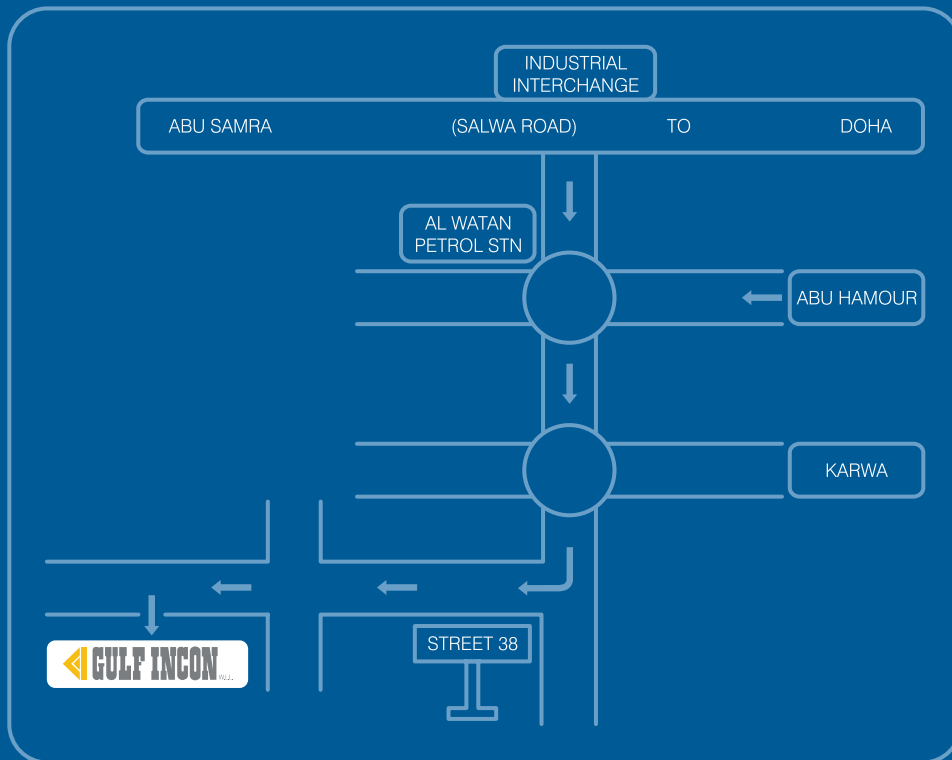 INDUSTRIAL
INTERCHANGE
ABU SAMRA (SALWA ROAD) TO DOHA
AL WATAN
PETROL STN
ABU HAMOUR
KARWA
STREET 38
GULF INCON W.L.L.